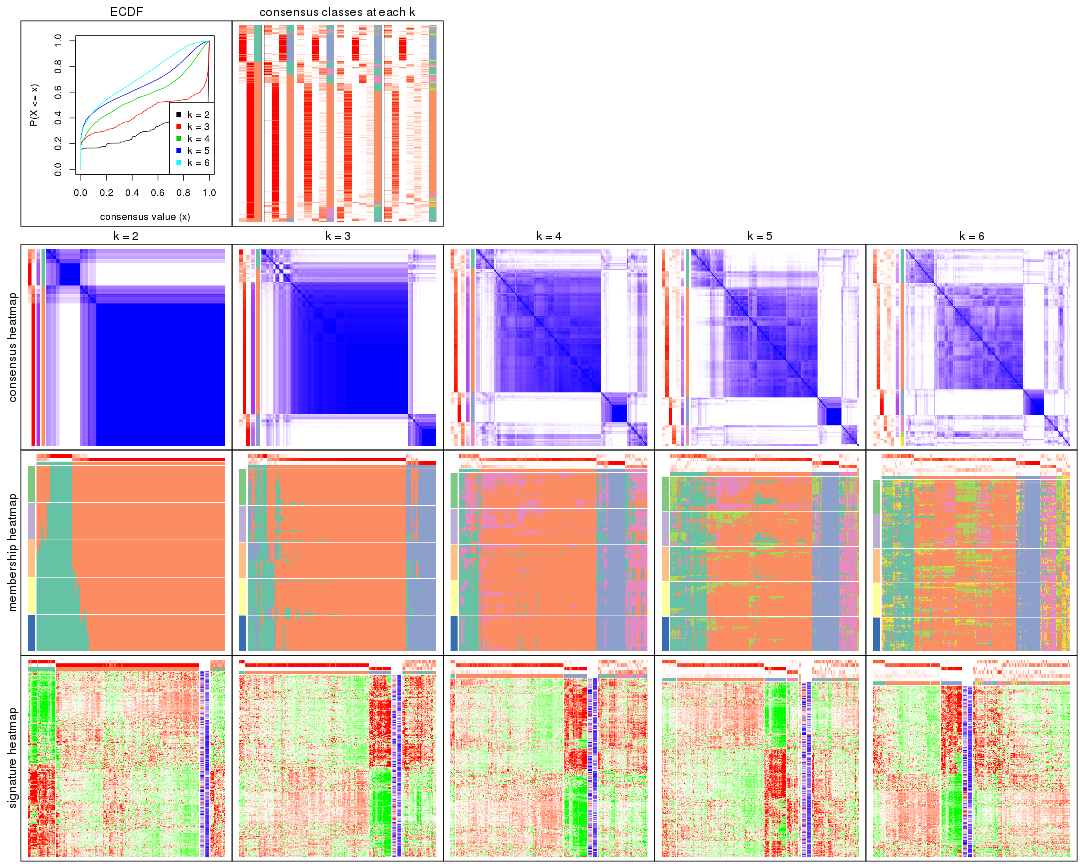 ECDF
consensus classes at each k
P(X <= x)
0.0 0.2 0.4 0.6 0.8 1.0
k = 2
k = 3
k = 4
k = 5
k = 6
0.0 0.2 0.4 0.6 0.8 1.0
consensus value (x)
k = 2
k = 3
k = 4
k = 5
k = 6
consensus heatmap
membership heatmap
signature heatmap